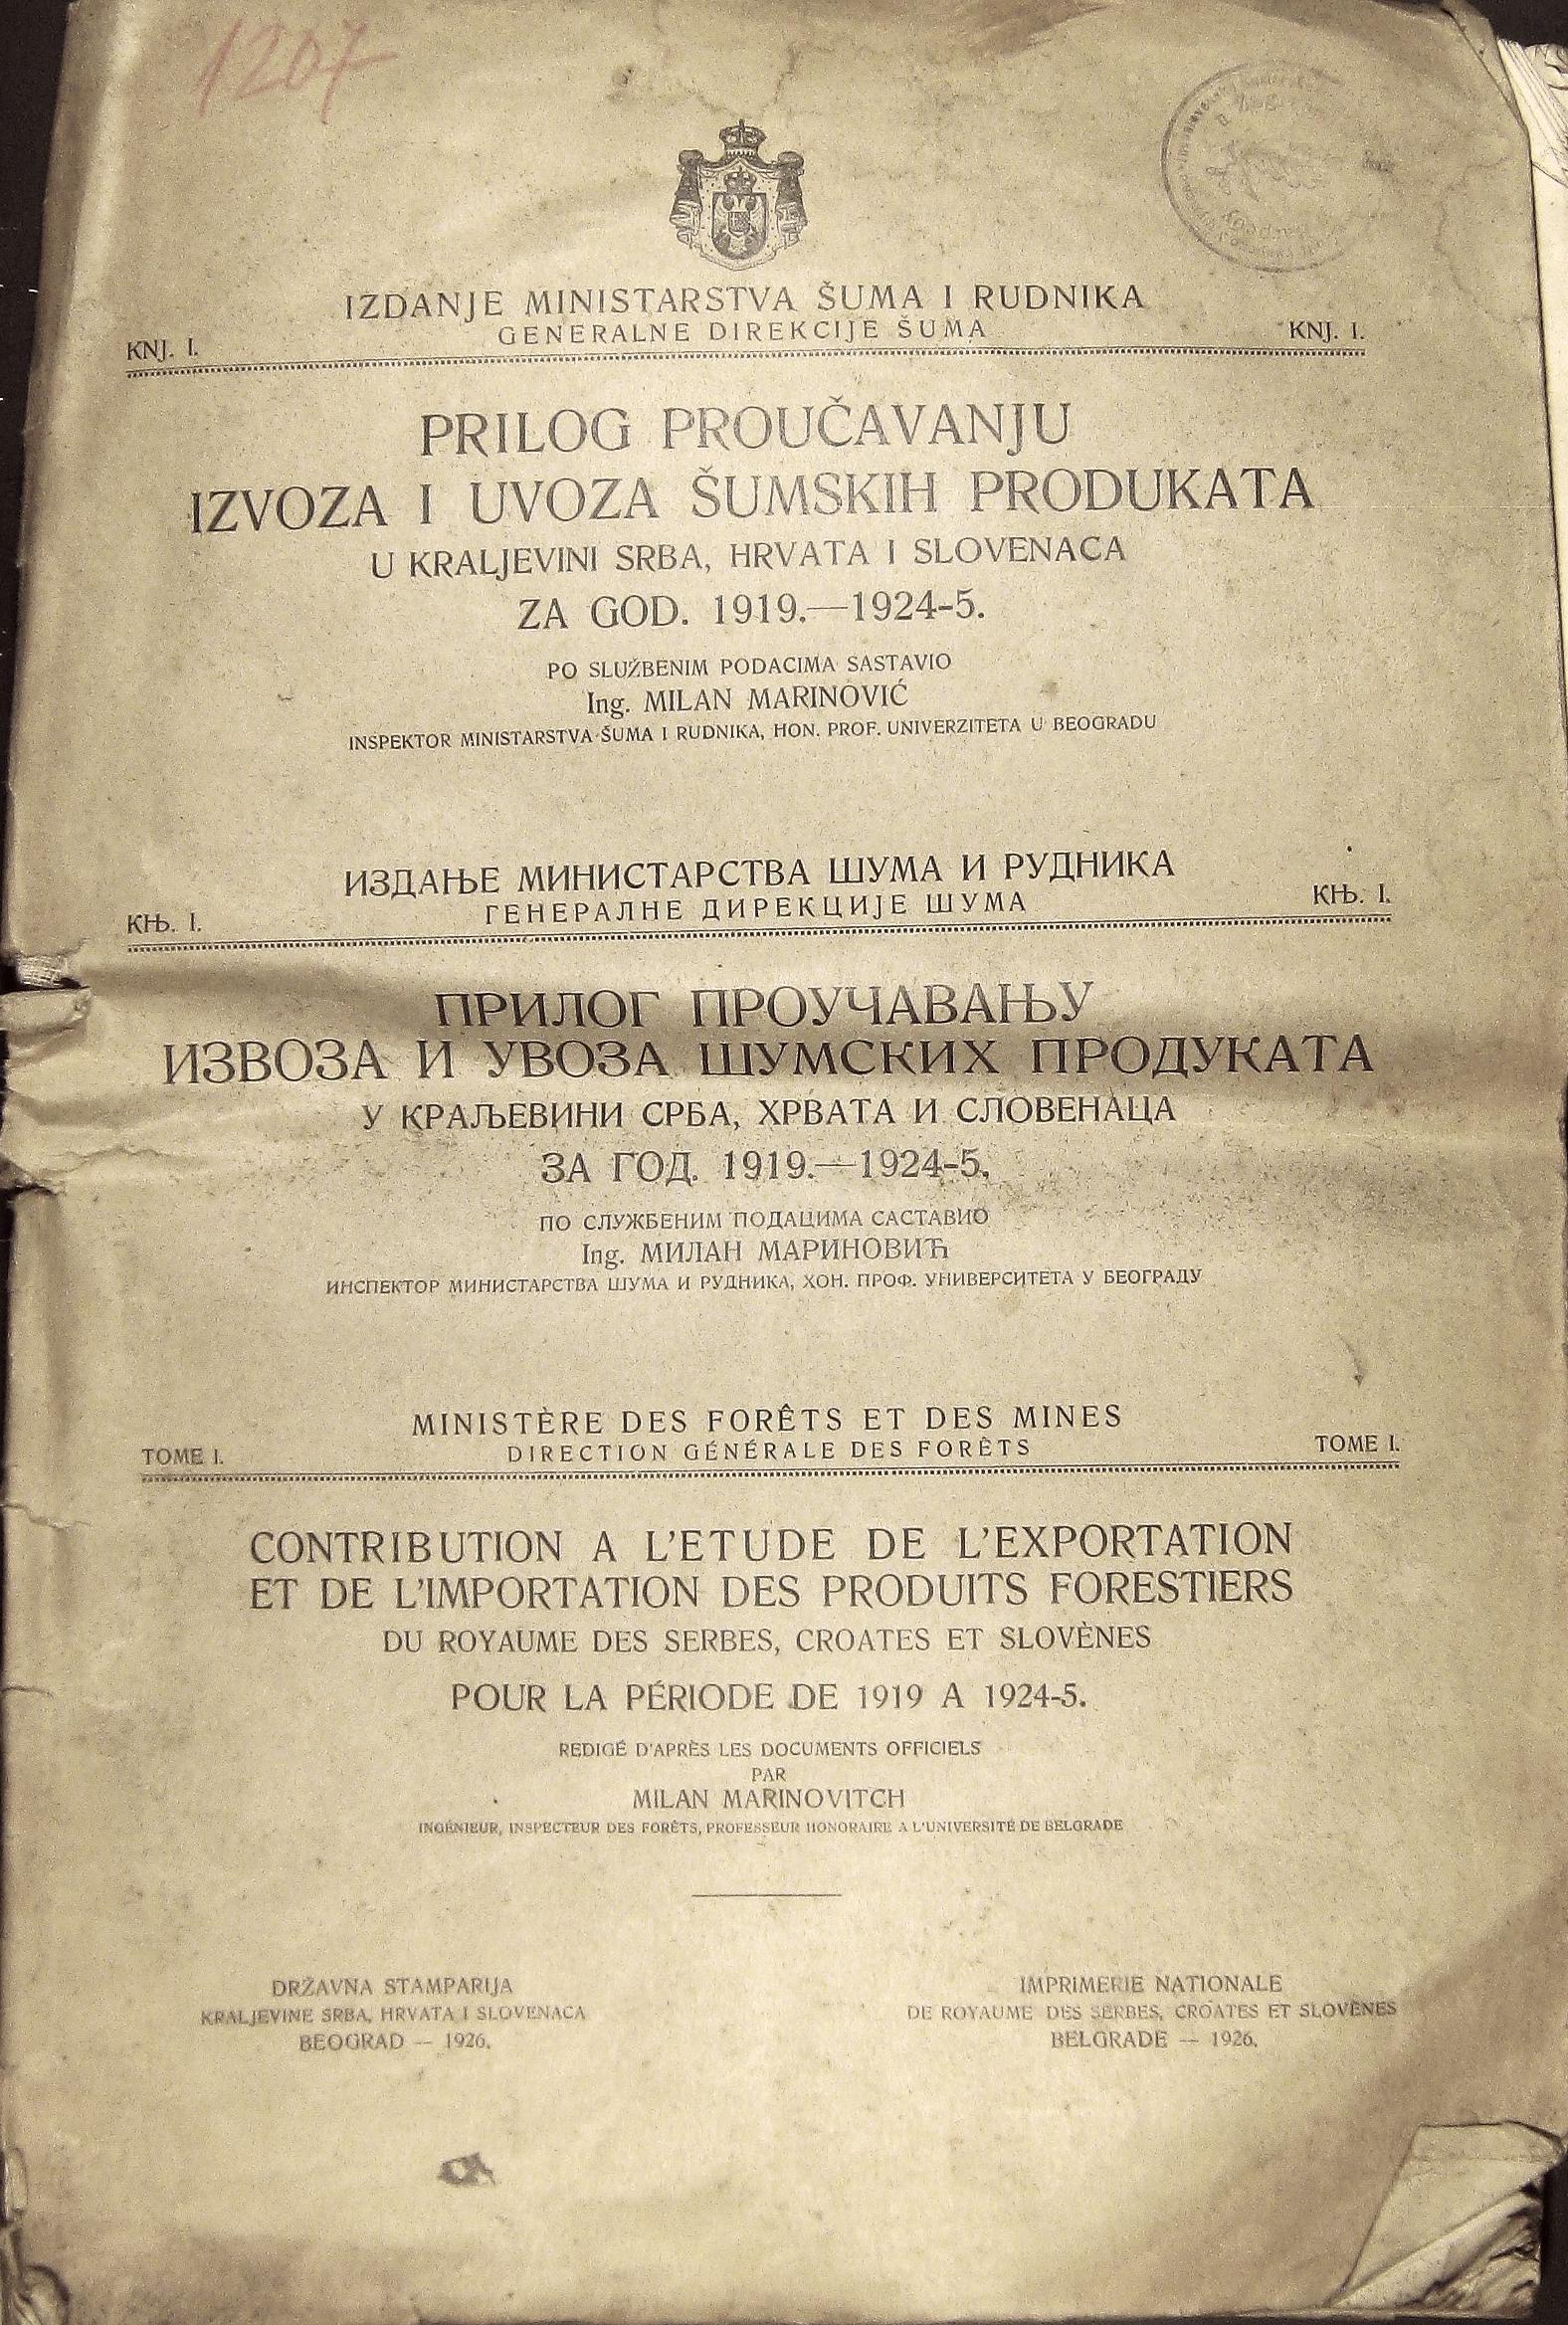 1207
IZDANJE MINISTARSTVA ŠUMA I RUDNIKA
GENERALNE DIREKCIJE ŠUMA
KNJ. I. KNJ. I.
PRILOG PROUČAVANJU
IZVOZA I UVOZA ŠUMSKIH PRODUKATA
U KRALJEVINI SRBA, HRVATA I SLOVENACA
ZA GOD. 1919.—1924-5.
PO SLUŽBENIM PODACIMA SASTAVIO
Ing. MILAN MARINOVIĆ
INSPEKTOR MINISTARSTVA ŠUMA I RUDNIKA, HON. PROF. UNIVERZITETA U BEOGRADU
ИЗДАЊЕ МИНИСТАРСТВА ШУМА И РУДНИКА
ГЕНЕРАЛНЕ ДИРЕКЦИЈЕ ШУМА
КЊ. I. КЊ. I.
ПРИЛОГ ПРОУЧАВАЊУ
ИЗВОЗА И УВОЗА ШУМСКИХ ПРОДУКАТА
У КРАЉЕВИНИ СРБА, ХРВАТА И СЛОВЕНАЦА
ЗА ГОД. 1919.—1924-5.
ПО СЛУЖБЕНИМ ПОДАЦИМА САСТАВИО
Ing. МИЛАН МАРИНОВИЋ
ИНСПЕКТОР МИНИСТАРСТВА ШУМА И РУДНИКА, ХОН. ПРОФ. УНИВЕРСИТЕТА У БЕОГРАДУ
MINISTÈRE DES FORÊTS ET DES MINES
DIRECTION GÉNÉRALE DES FORÊTS
TOME I. TOME I.
CONTRIBUTION A L'ETUDE DE L'EXPORTATION
ET DE L'IMPORTATION DES PRODUITS FORESTIERS
DU ROYAUME DES SERBES, CROATES ET SLOVÈNES
POUR LA PÉRIODE DE 1919 A 1924-5.
REDIGÉ D'APRÈS LES DOCUMENTS OFFICIELS
PAR
MILAN MARINOVITCH
INGÉNIEUR, INSPECTEUR DES FORÊTS, PROFESSEUR HONORAIRE A L'UNIVERSITÉ DE BELGRADE
DRŽAVNA STAMPARIJA
KRALJEVINE SRBA, HRVATA I SLOVENACA
BEOGRAD — 1926.
IMPRIMERIE NATIONALE
DE ROYAUME DES SERBES, CROATES ET SLOVÈNES
BELGRADE — 1926.